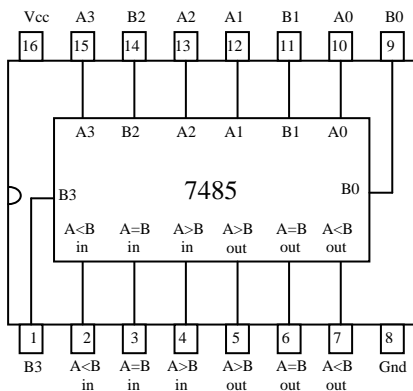 Vcc A3 B2 A2 A1 B1 A0 B0
16 15 14 13 12 11 10 9
A3 B2 A2 A1 B1 A0
7485
B3 B0
A<B A=B A>B A>B A=B A<B
in in in out out out
1 2 3 4 5 6 7 8
B3 A<B A=B A>B A>B A=B A<B Gnd
in in in out out out